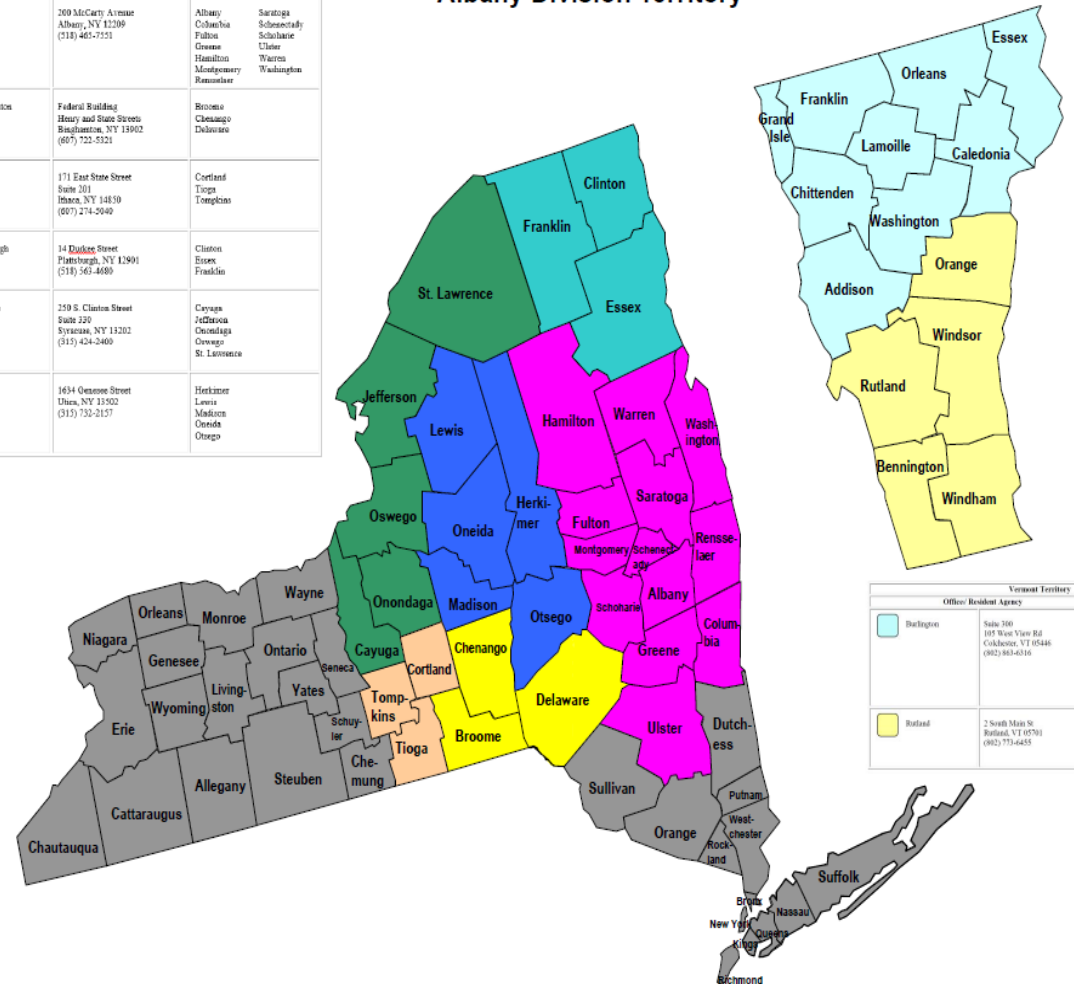 Albany Division Territory
200 McCarty Avenue
Albany, NY 12209
(518) 465-7551
Albany Saratoga
Columbia Schenectady
Fulton Schoharie
Greene Ulster
Hamilton Warren
Montgomery Washington
Rensselaer
Federal Building
Henry and State Streets
Binghamton, NY 13902
(607) 722-5321
Broome
Chenango
Delaware
171 East State Street
Suite 201
Ithaca, NY 14850
(607) 274-5040
Cortland
Tioga
Tompkins
14 Durkee Street
Plattsburgh, NY 12901
(518) 563-4680
Clinton
Essex
Franklin
250 S. Clinton Street
Suite 330
Syracuse, NY 13202
(315) 424-2400
Cayuga
Jefferson
Onondaga
Oswego
St. Lawrence
1634 Genesee Street
Utica, NY 13502
(315) 732-2157
Herkimer
Lewis
Madison
Oneida
Otsego
Essex
Orleans
Franklin
Grand
Isle
Lamoille
Caledonia
Chittenden
Washington
Orange
Addison
Windsor
Rutland
Bennington
Windham
Clinton
Franklin
St. Lawrence
Essex
Jefferson
Lewis
Hamilton
Warren
Wash-
ington
Herki-
mer
Saratoga
Oswego
Oneida
Fulton
Rensse-
laer
Montgomery
Schenect
ady
Wayne
Orleans
Monroe
Niagara
Onondaga
Madison
Otsego
Schoharie
Albany
Colum-
bia
Genesee
Ontario
Seneca
Cayuga
Chenango
Greene
Wyoming
Living-
ston
Yates
Cortland
Tomp-
kins
Delaware
Erie
Schuy-
ler
Tioga
Broome
Ulster
Dutch-
ess
Che-
mung
Steuben
Allegany
Cattaraugus
Chautauqua
Sullivan
Putnam
Orange
West-
chester
Rock-
land
Suffolk
Bronx
Nassau
New York
Queens
Kings
Richmond
Vermont Territory
Office/ Resident Agency
Burlington
Suite 300
105 West View Rd
Colchester, VT 05446
(802) 863-6316
Rutland
2 South Main St
Rutland, VT 05701
(802) 773-6455